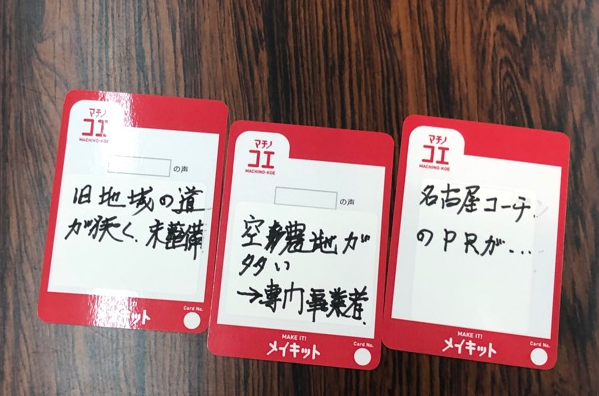 マチノ
コエ
MACHINO-KOE
の声
旧地域の道
が狭く、未整備
Card No.
メイキット
マチノ
コエ
MACHINO-KOE
の声
空農地が
多い
→専門事業者
MAKE IT!
メイキット
Card No.
マチノ
コエ
MACHINO-KOE
名古屋コーチン
のPRが...
MAKE IT!
メイキット
Card No.